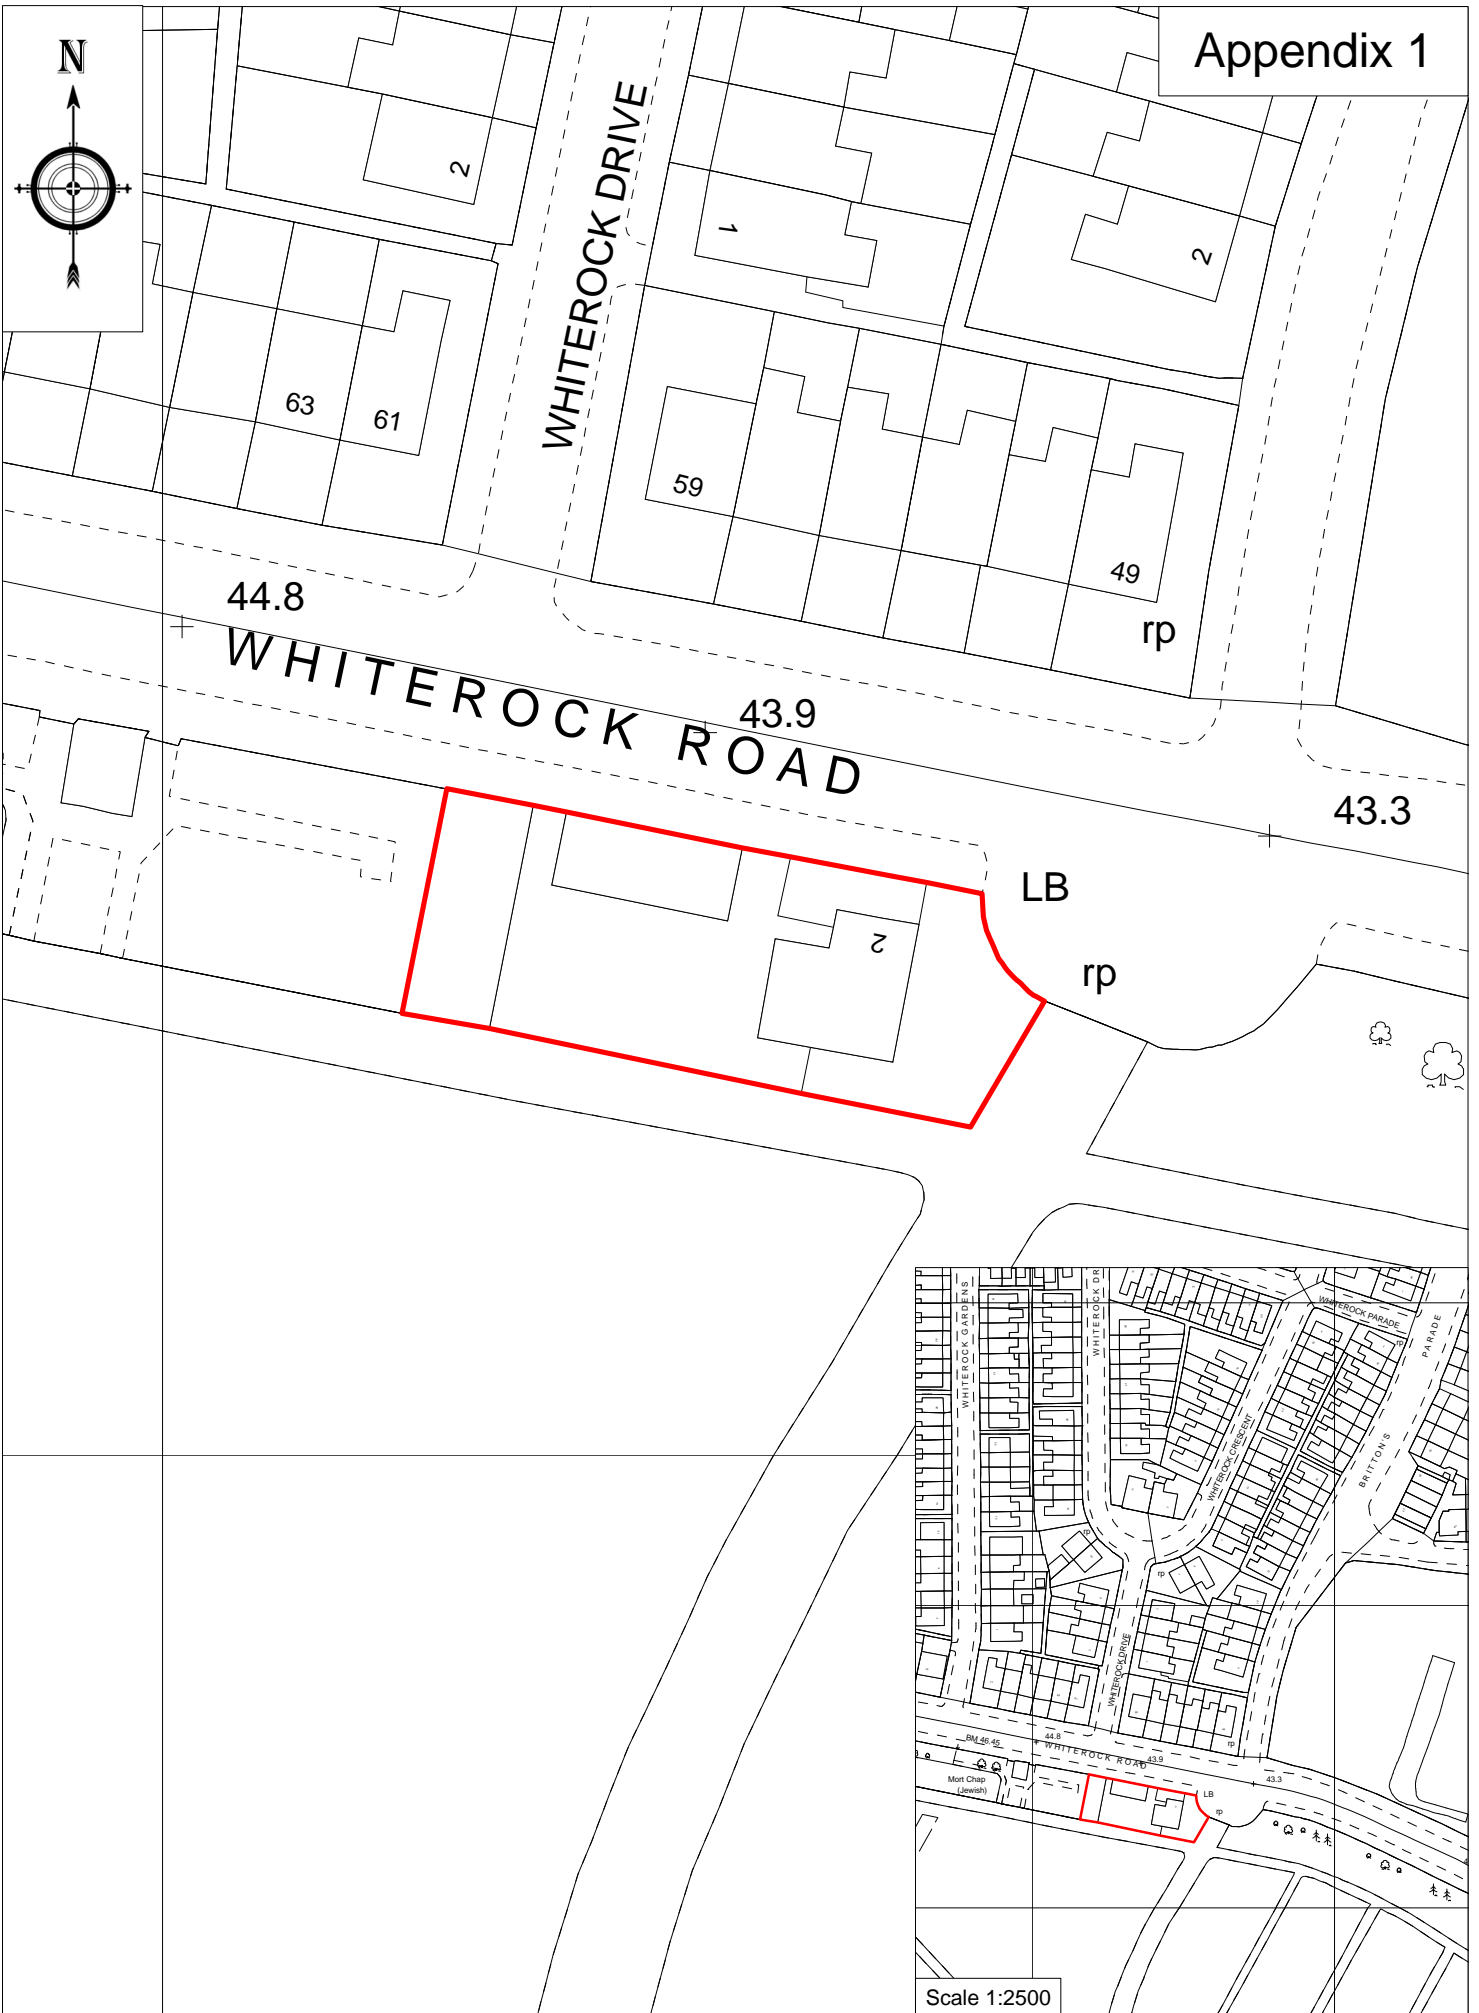 Appendix 1
N
2
WHITEROCK DRIVE
1
2
63
61
59
49
44.8
rp
WHITEROCK ROAD
43.9
43.3
LB
2
rp
WHITEROCK GARDENS
WHITEROCK DR
WHITEROCK PARADE
rp
PARADE
BRITTON'S
WHITEROCK CRESCENT
rp
rp
WHITEROCK DRIVE
rp
BM 46.45
44.8
WHITEROCK ROAD
43.9
43.3
Mort Chap
(Jewish)
LB
rp
Scale 1:2500